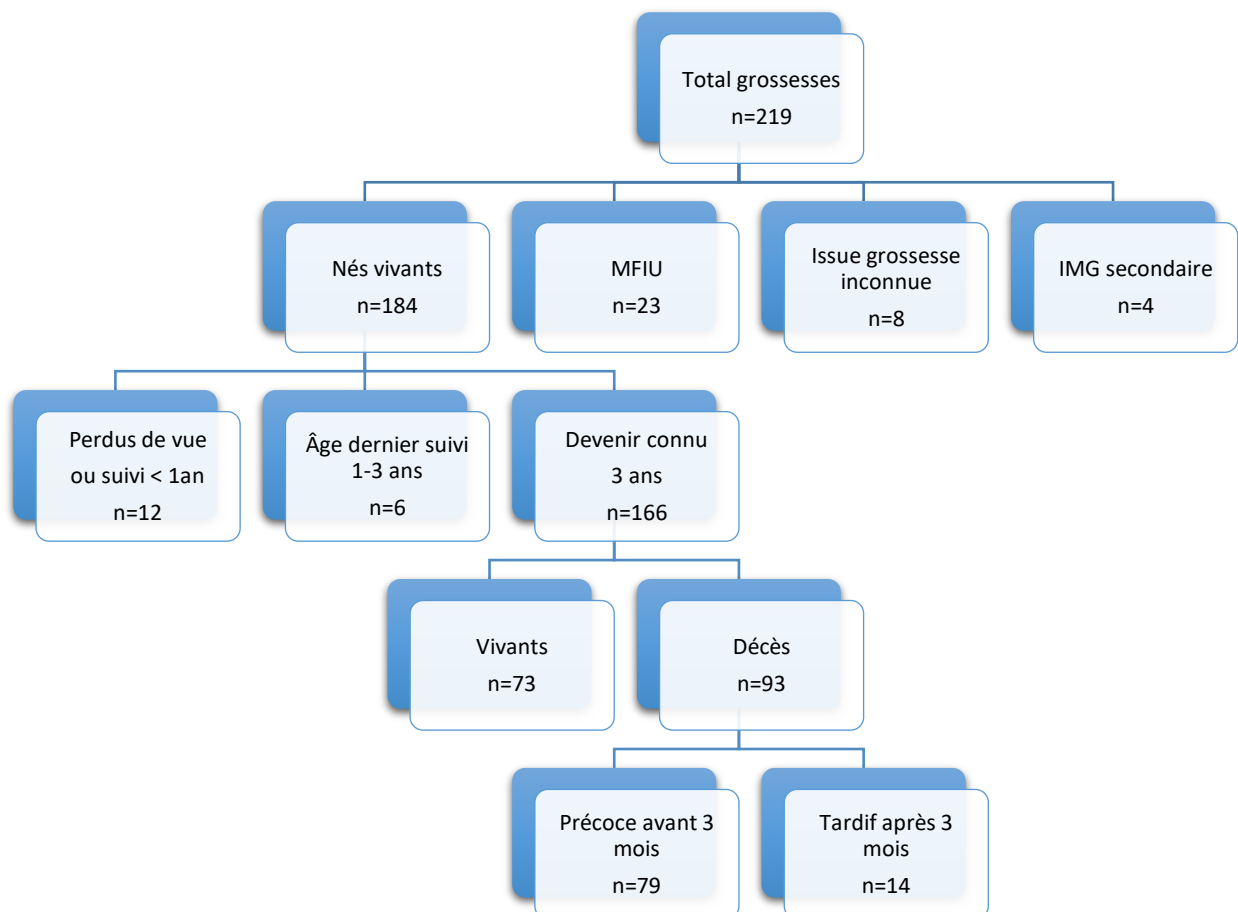 Total grossesses
n=219
Nés vivants
n=184
MFIU
n=23
Issue grossesse
inconnue
n=8
IMG secondaire
n=4
Perdus de vue
ou suivi < 1an
n=12
Âge dernier suivi
1-3 ans
n=6
Devenir connu
3 ans
n=166
Vivants
n=73
Décès
n=93
Précoce avant 3
mois
n=79
Tardif après 3
mois
n=14